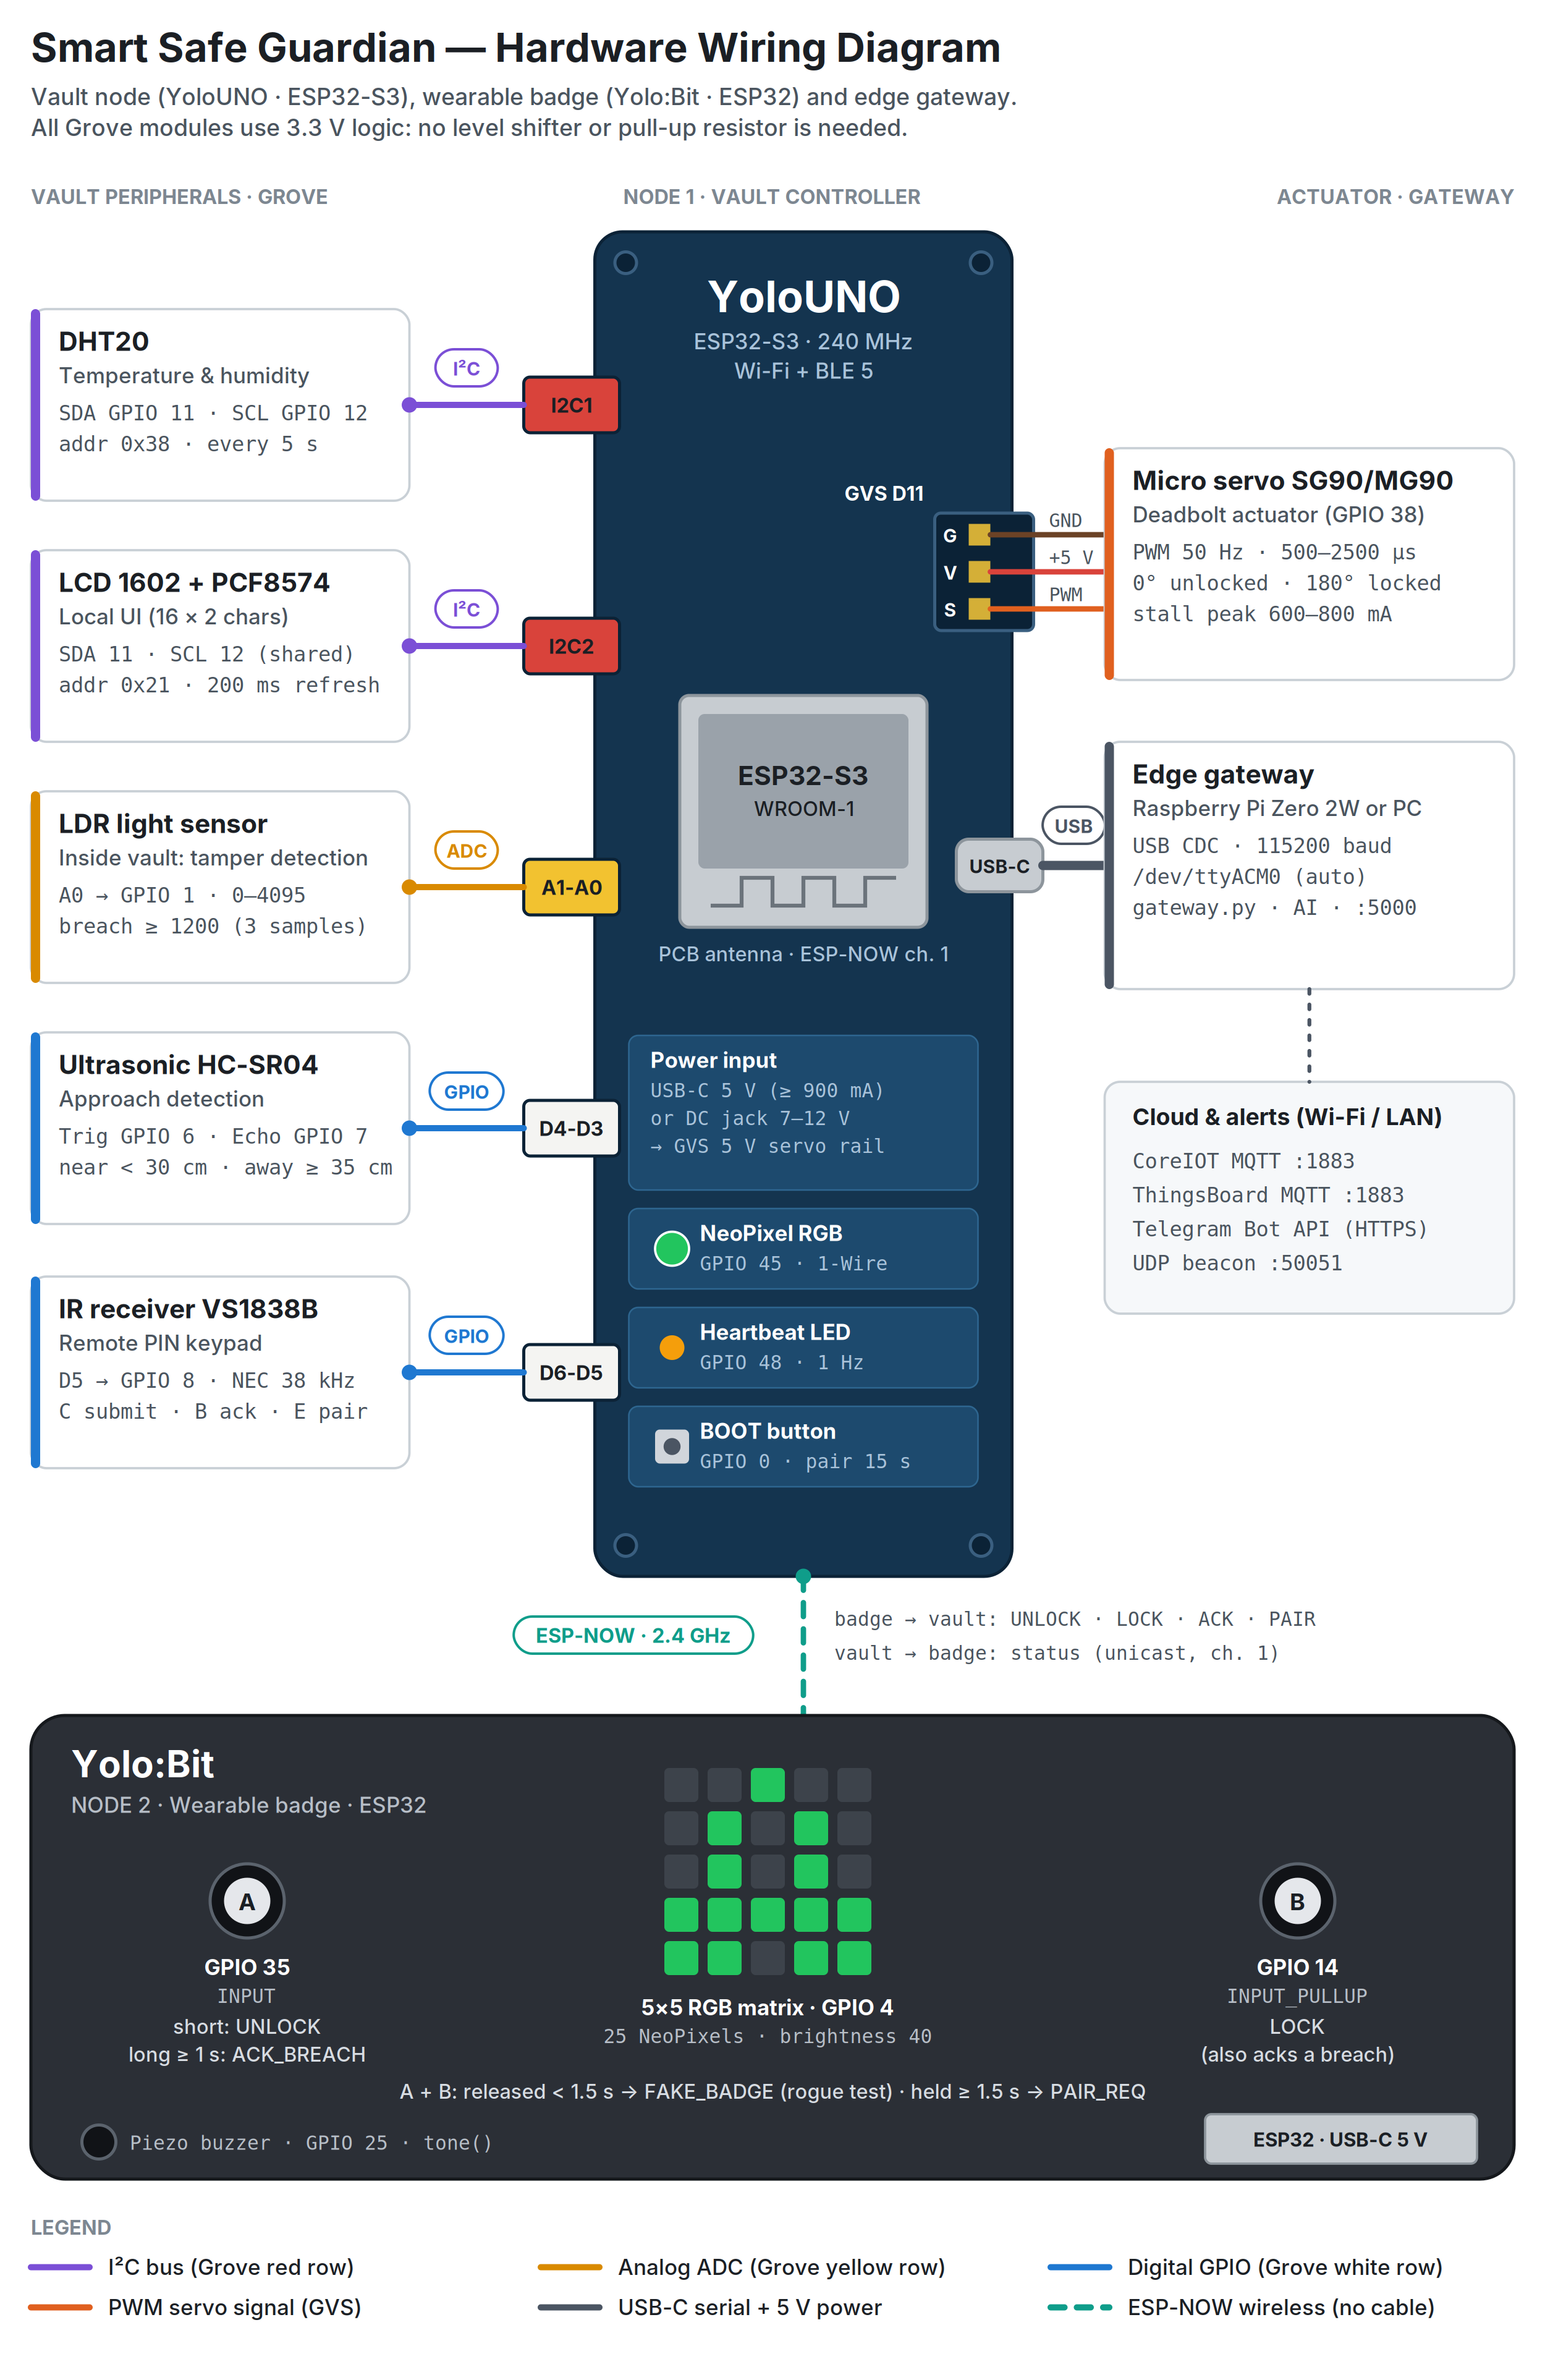 Smart Safe Guardian — Hardware Wiring Diagram
Vault node (YoloUNO · ESP32-S3), wearable badge (Yolo:Bit · ESP32) and edge gateway.
All Grove modules use 3.3 V logic: no level shifter or pull-up resistor is needed.
VAULT PERIPHERALS · GROVE
NODE 1 · VAULT CONTROLLER
ACTUATOR · GATEWAY
DHT20
Temperature & humidity
SDA GPIO 11 · SCL GPIO 12
addr 0x38 · every 5 s
I²C
I2C1
LCD 1602 + PCF8574
Local UI (16 × 2 chars)
SDA 11 · SCL 12 (shared)
addr 0x21 · 200 ms refresh
I²C
I2C2
LDR light sensor
Inside vault: tamper detection
A0 → GPIO 1 · 0–4095
breach ≥ 1200 (3 samples)
ADC
A1-A0
Ultrasonic HC-SR04
Approach detection
Trig GPIO 6 · Echo GPIO 7
near < 30 cm · away ≥ 35 cm
GPIO
D4-D3
IR receiver VS1838B
Remote PIN keypad
D5 → GPIO 8 · NEC 38 kHz
C submit · B ack · E pair
GPIO
D6-D5
YoloUNO
ESP32-S3 · 240 MHz
Wi-Fi + BLE 5
GVS D11
G
V
S
GND
+5 V
PWM
ESP32-S3
WROOM-1
USB-C
USB
PCB antenna · ESP-NOW ch. 1
Power input
USB-C 5 V (≥ 900 mA)
or DC jack 7–12 V
→ GVS 5 V servo rail
NeoPixel RGB
GPIO 45 · 1-Wire
Heartbeat LED
GPIO 48 · 1 Hz
BOOT button
GPIO 0 · pair 15 s
Micro servo SG90/MG90
Deadbolt actuator (GPIO 38)
PWM 50 Hz · 500–2500 µs
0° unlocked · 180° locked
stall peak 600–800 mA
Edge gateway
Raspberry Pi Zero 2W or PC
USB CDC · 115200 baud
/dev/ttyACM0 (auto)
gateway.py · AI · :5000
Cloud & alerts (Wi-Fi / LAN)
CoreIOT MQTT :1883
ThingsBoard MQTT :1883
Telegram Bot API (HTTPS)
UDP beacon :50051
ESP-NOW · 2.4 GHz
badge → vault: UNLOCK · LOCK · ACK · PAIR
vault → badge: status (unicast, ch. 1)
Yolo:Bit
NODE 2 · Wearable badge · ESP32
A
GPIO 35
INPUT
short: UNLOCK
long ≥ 1 s: ACK_BREACH
5×5 RGB matrix · GPIO 4
25 NeoPixels · brightness 40
B
GPIO 14
INPUT_PULLUP
LOCK
(also acks a breach)
A + B: released < 1.5 s → FAKE_BADGE (rogue test) · held ≥ 1.5 s → PAIR_REQ
Piezo buzzer · GPIO 25 · tone()
ESP32 · USB-C 5 V
LEGEND
I²C bus (Grove red row)
Analog ADC (Grove yellow row)
Digital GPIO (Grove white row)
PWM servo signal (GVS)
USB-C serial + 5 V power
ESP-NOW wireless (no cable)